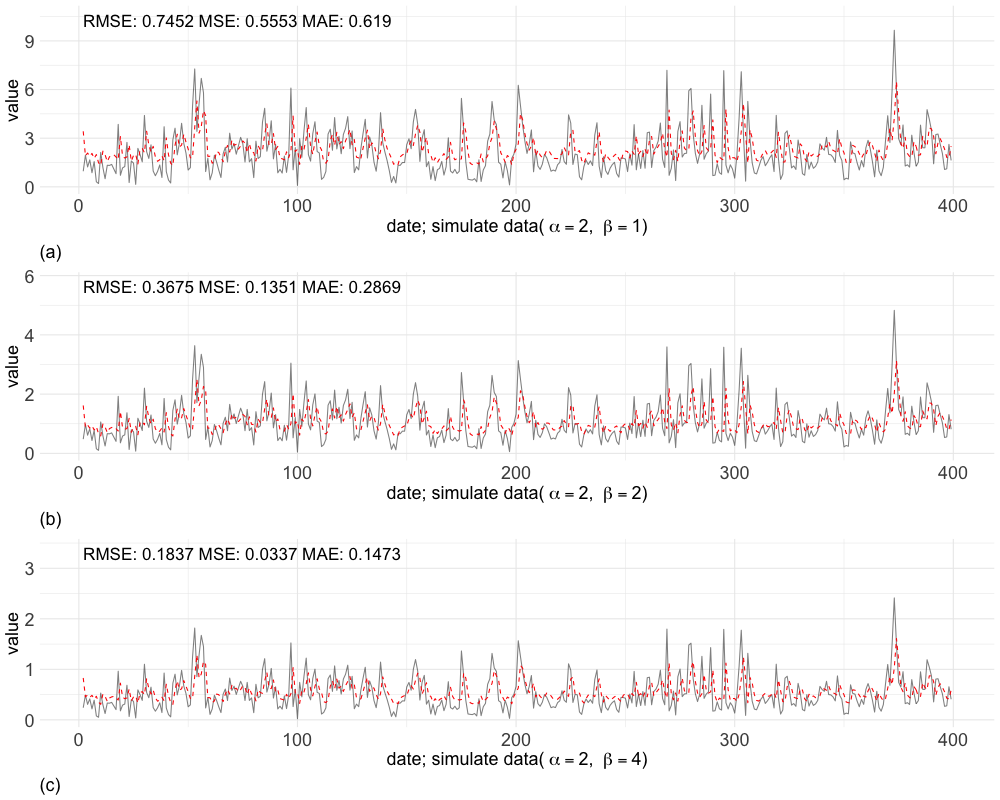 RMSE: 0.7452 MSE: 0.5553 MAE: 0.619
9
6
3
0
value
0 100 200 300 400
date; simulate data( α = 2, β = 1)
(a)
RMSE: 0.3675 MSE: 0.1351 MAE: 0.2869
6
4
2
0
value
0 100 200 300 400
date; simulate data( α = 2, β = 2)
(b)
RMSE: 0.1837 MSE: 0.0337 MAE: 0.1473
3
2
1
0
value
0 100 200 300 400
date; simulate data( α = 2, β = 4)
(c)